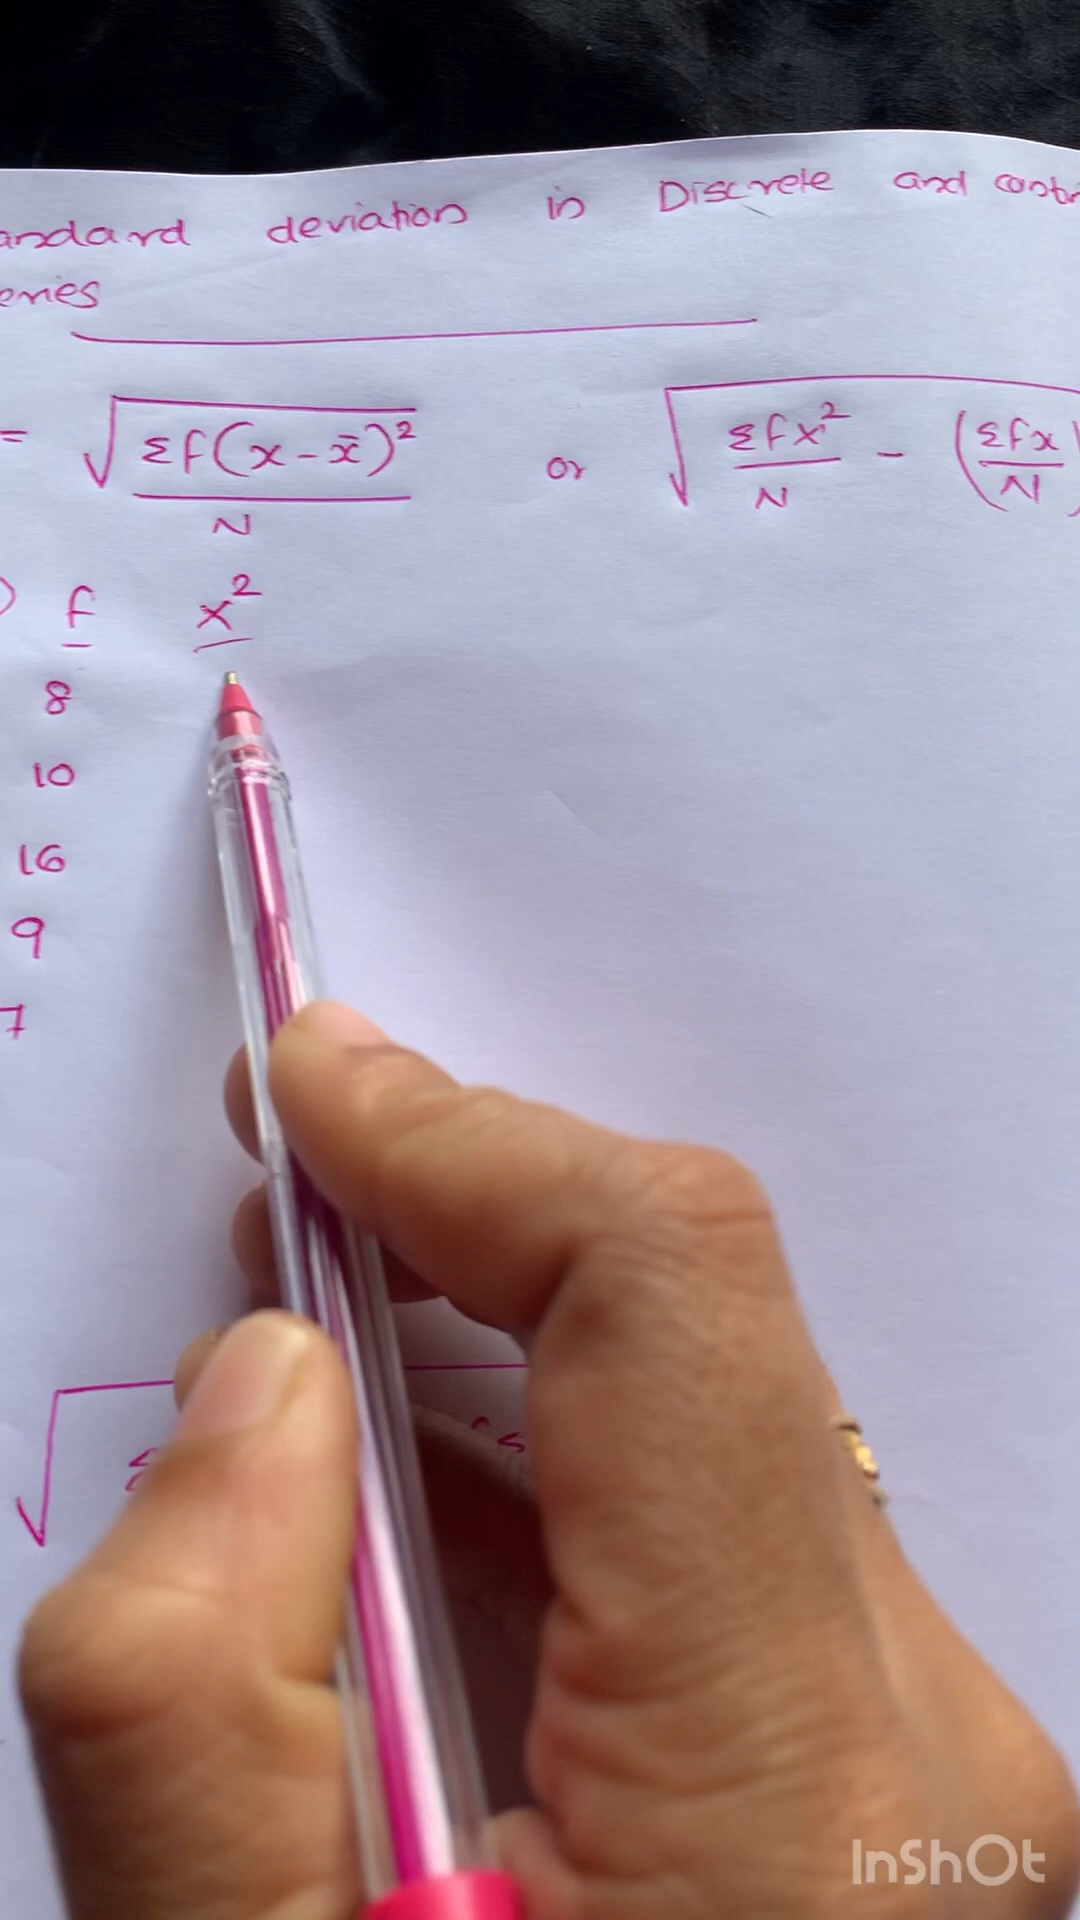 andard deviation in Discrete and conti
eries
= √ Σf(x-x̄)² / N or √ Σfx²/N - (Σfx/N)
) f x²
8
10
16
9
7
√
InShOt